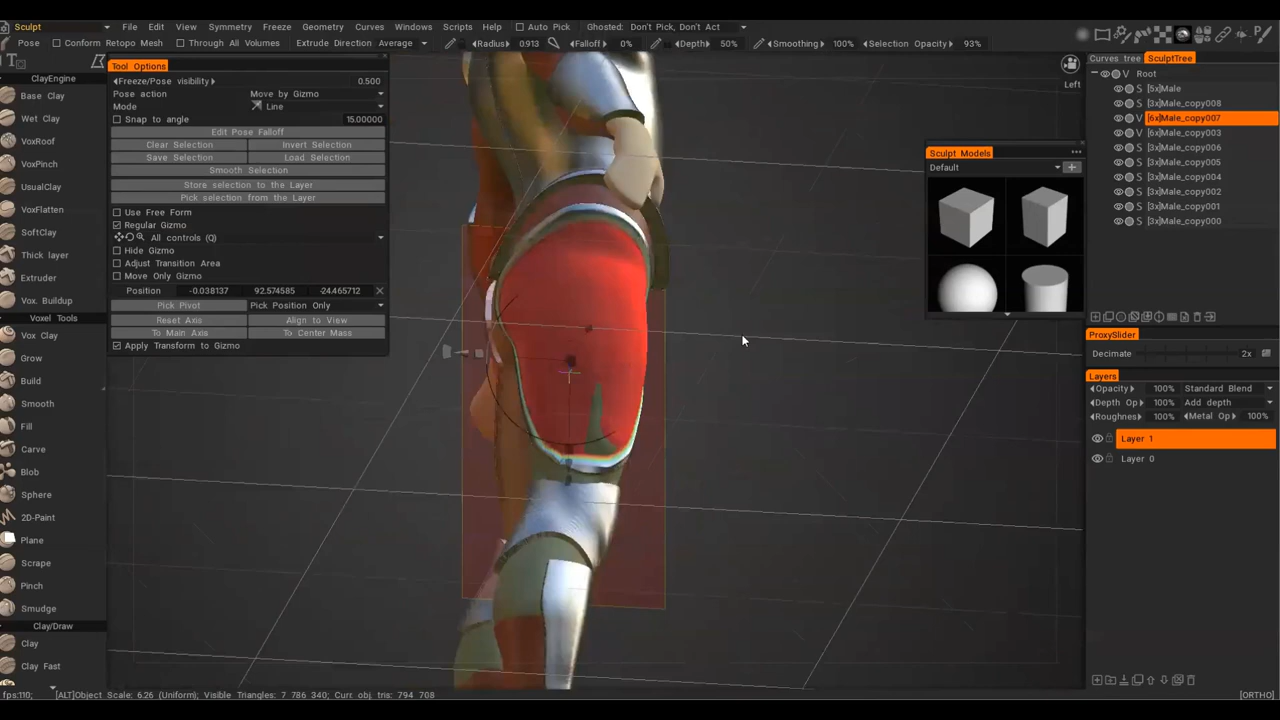 Sculpt File Edit View Symmetry Freeze Geometry Curves Windows Scripts Help Auto Pick Ghosted: Don't Pick, Don't Act
Pose Conform Retopo Mesh Through All Volumes Extrude Direction Average Radius 0.913 Falloff 0% Depth 50% Smoothing 100% Selection Opacity 93%
ClayEngine
Base Clay
Wet Clay
VoxRoof
VoxPinch
UsualClay
VoxFlatten
SoftClay
Thick layer
Extruder
Vox. Buildup
Voxel Tools
Vox Clay
Grow
Build
Smooth
Fill
Carve
Blob
Sphere
2D-Paint
Plane
Scrape
Pinch
Smudge
Clay/Draw
Clay
Clay Fast
Tool Options
Freeze/Pose visibility 0.500
Pose action Move by Gizmo
Mode Line
Snap to angle 15.00000
Edit Pose Falloff
Clear Selection Invert Selection
Save Selection Load Selection
Smooth Selection
Store selection to the Layer
Pick selection from the Layer
Use Free Form
Regular Gizmo
All controls (Q)
Hide Gizmo
Adjust Transition Area
Move Only Gizmo
Position -0.038137 92.574585 -24.465712
Pick Pivot Pick Position Only
Reset Axis Align to View
To Main Axis To Center Mass
Apply Transform to Gizmo
Left
Sculpt Models
Default
Curves tree SculptTree
V Root
S [5x]Male
S [3x]Male_copy008
V [6x]Male_copy007
V [6x]Male_copy003
S [3x]Male_copy006
S [3x]Male_copy005
S [3x]Male_copy004
S [3x]Male_copy002
S [3x]Male_copy001
S [3x]Male_copy000
ProxySlider
Decimate 2x
Layers
Opacity 100% Standard Blend
Depth Op 100% Add depth
Roughness 100% Metal Op 100%
Layer 1
Layer 0
fps:110; [ALT]Object Scale: 6.26 (Uniform); Visible Triangles: 7 786 340; Curr. obj. tris: 794 708 [ORTHO]